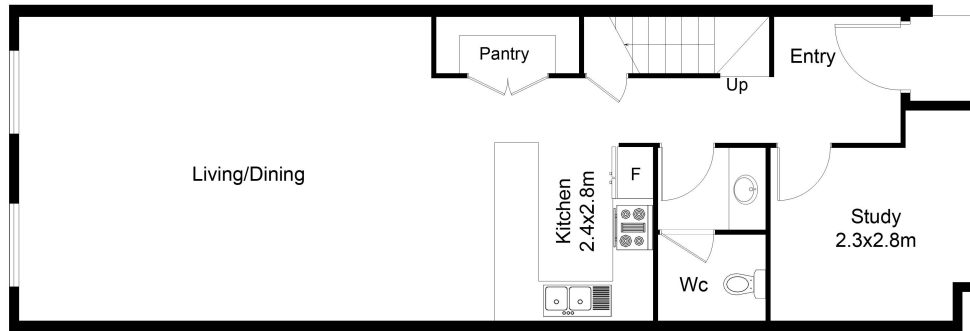 Pantry
Entry
Up
Living/Dining
Kitchen
2.4x2.8m
F
Study
2.3x2.8m
Wc